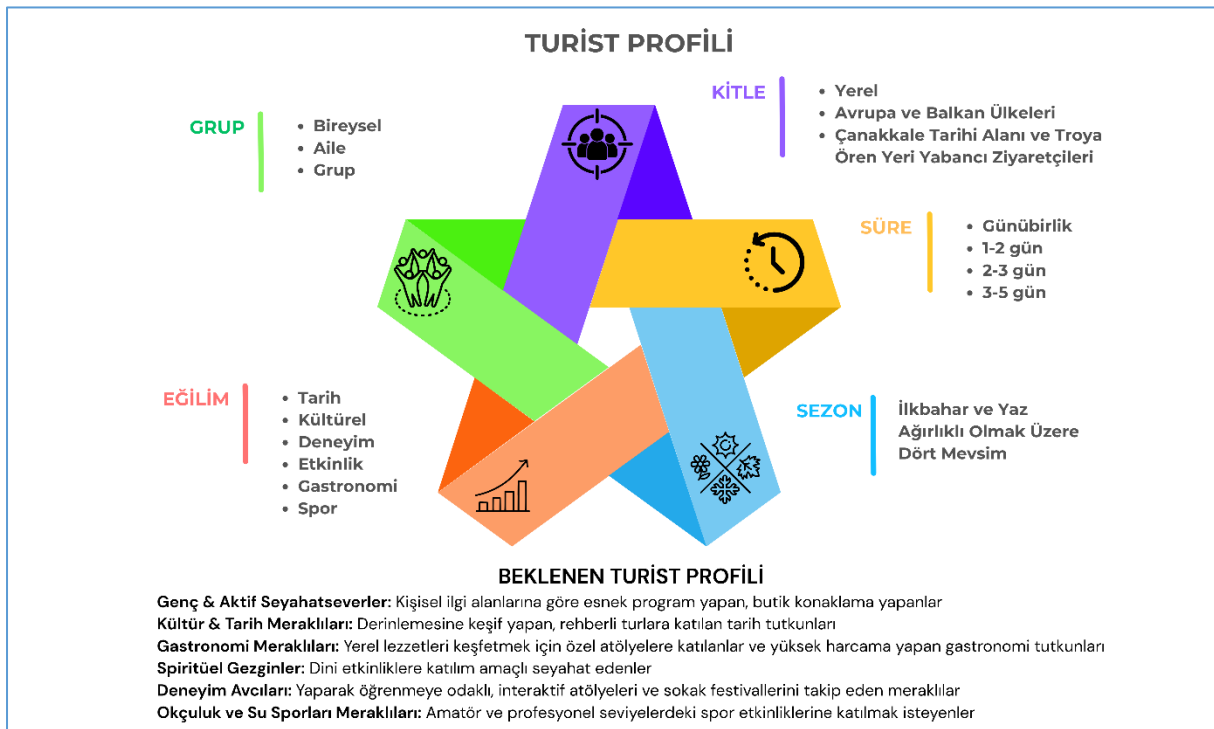 TURİST PROFİLİ
GRUP
• Bireysel
• Aile
• Grup
KİTLE
• Yerel
• Avrupa ve Balkan Ülkeleri
• Çanakkale Tarihi Alanı ve Troya
Ören Yeri Yabancı Ziyaretçileri
SÜRE
• Günübirlik
• 1-2 gün
• 2-3 gün
• 3-5 gün
EĞİLİM
• Tarih
• Kültürel
• Deneyim
• Etkinlik
• Gastronomi
• Spor
SEZON
İlkbahar ve Yaz
Ağırlıklı Olmak Üzere
Dört Mevsim
BEKLENEN TURİST PROFİLİ
Genç & Aktif Seyahatseverler: Kişisel ilgi alanlarına göre esnek program yapan, butik konaklama yapanlar
Kültür & Tarih Meraklıları: Derinlemesine keşif yapan, rehberli turlara katılan tarih tutkunları
Gastronomi Meraklıları: Yerel lezzetleri keşfetmek için özel atölyelere katılanlar ve yüksek harcama yapan gastronomi tutkunları
Spiritüel Gezginler: Dini etkinliklere katılım amaçlı seyahat edenler
Deneyim Avcıları: Yaparak öğrenmeye odaklı, interaktif atölyeleri ve sokak festivallerini takip eden meraklılar
Okçuluk ve Su Sporları Meraklıları: Amatör ve profesyonel seviyelerdeki spor etkinliklerine katılmak isteyenler